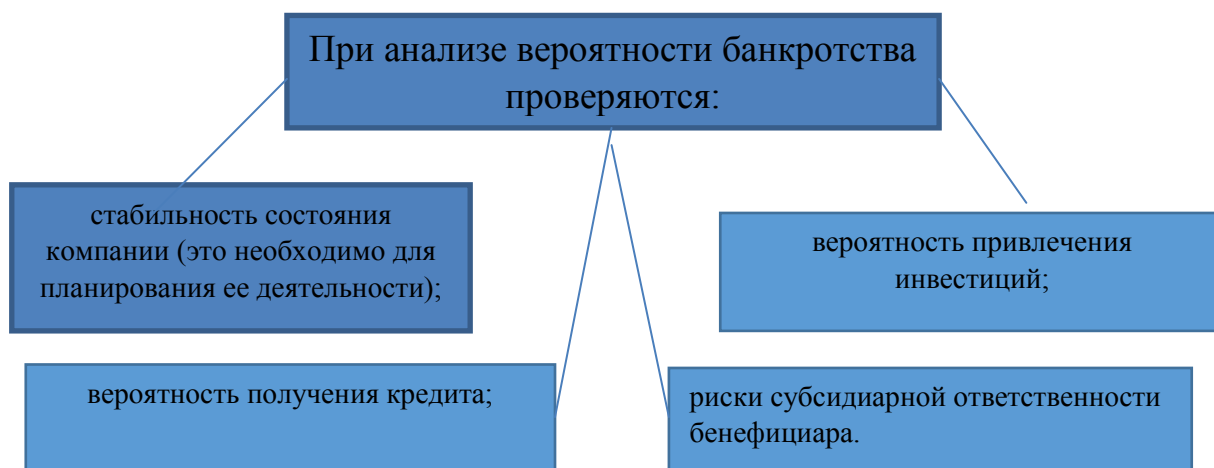 При анализе вероятности банкротства
проверяются:
стабильность состояния
компании (это необходимо для
планирования ее деятельности);
вероятность привлечения
инвестиций;
вероятность получения кредита;
риски субсидиарной ответственности
бенефициара.